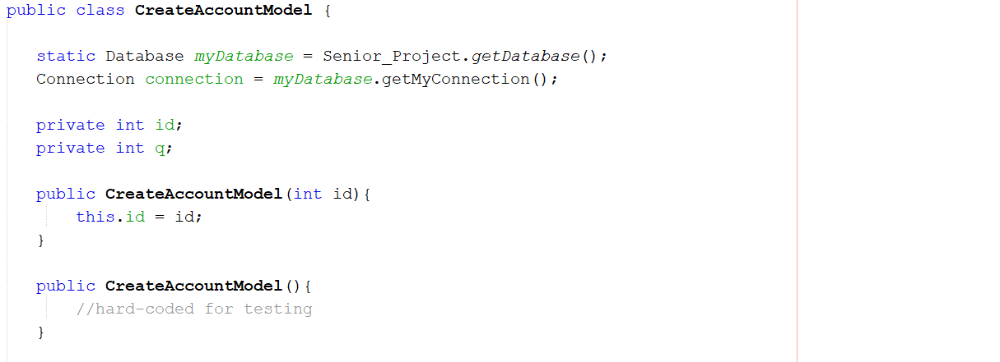 public class CreateAccountModel {
static Database myDatabase = Senior_Project.getDatabase();
Connection connection = myDatabase.getMyConnection();
private int id;
private int q;
public CreateAccountModel(int id){
this.id = id;
}
public CreateAccountModel(){
//hard-coded for testing
}